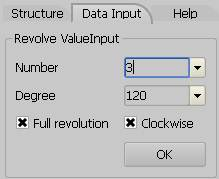 Structure Data Input Help
Revolve ValueInput
Number 3
Degree 120
Full revolution Clockwise
OK